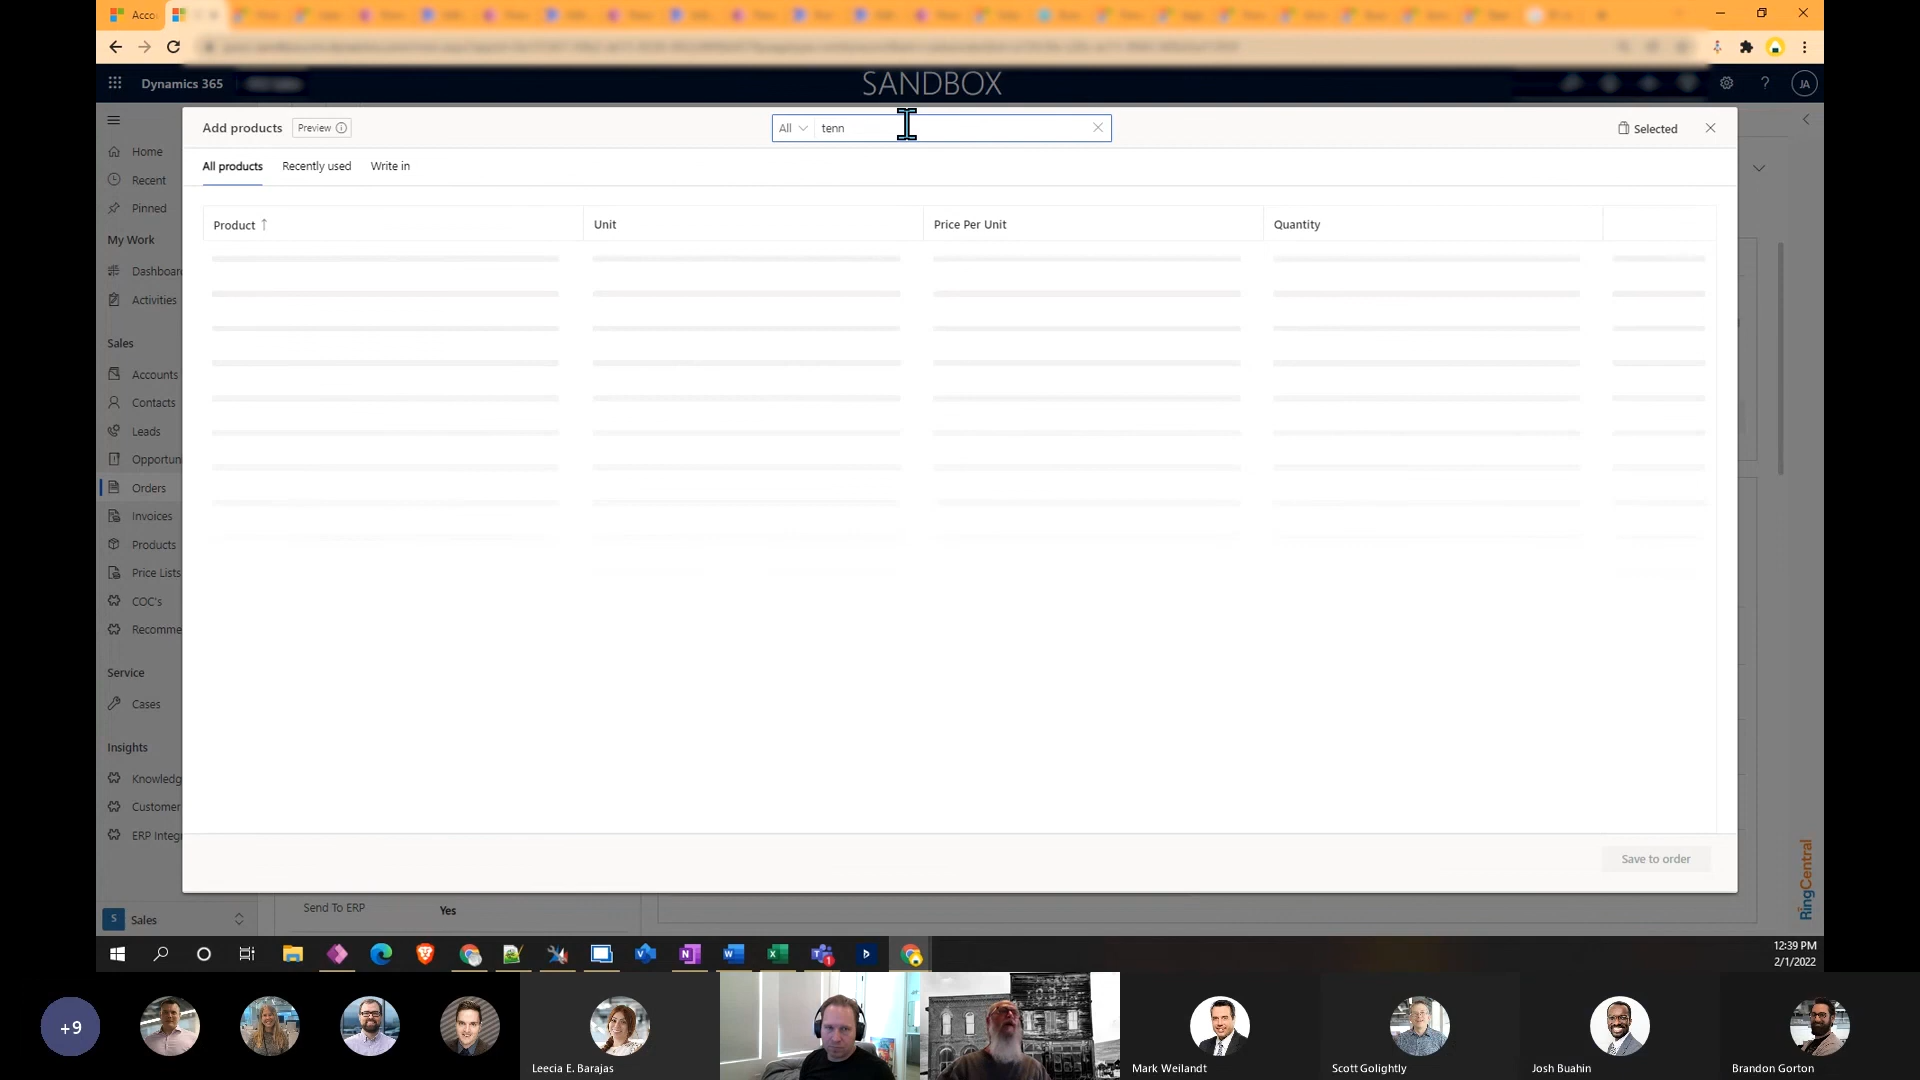 Acco
Dynamics 365
SANDBOX
JA
Add products
Preview
All
tenn
Selected
All products
Recently used
Write in
Home
Recent
Pinned
My Work
Dashboar
Activities
Sales
Accounts
Contacts
Leads
Opportun
Orders
Invoices
Products
Price Lists
COC's
Recomme
Service
Cases
Insights
Knowledg
Customer
ERP Integr
Product
Unit
Price Per Unit
Quantity
Save to order
Send To ERP
Yes
S
Sales
RingCentral
12:39 PM
2/1/2022
+9
Leecia E. Barajas
Mark Weilandt
Scott Golightly
Josh Buahin
Brandon Gorton